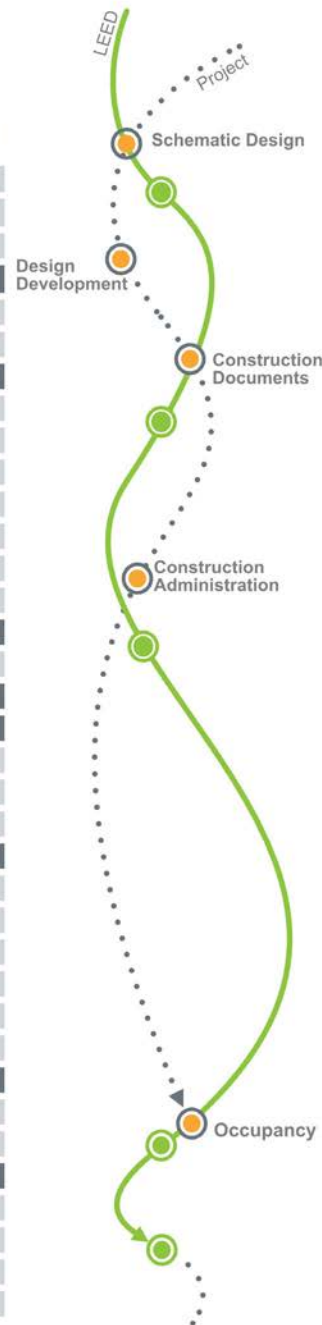 LEED
Project
Schematic Design
Design
Development
Construction
Documents
Construction
Administration
Occupancy